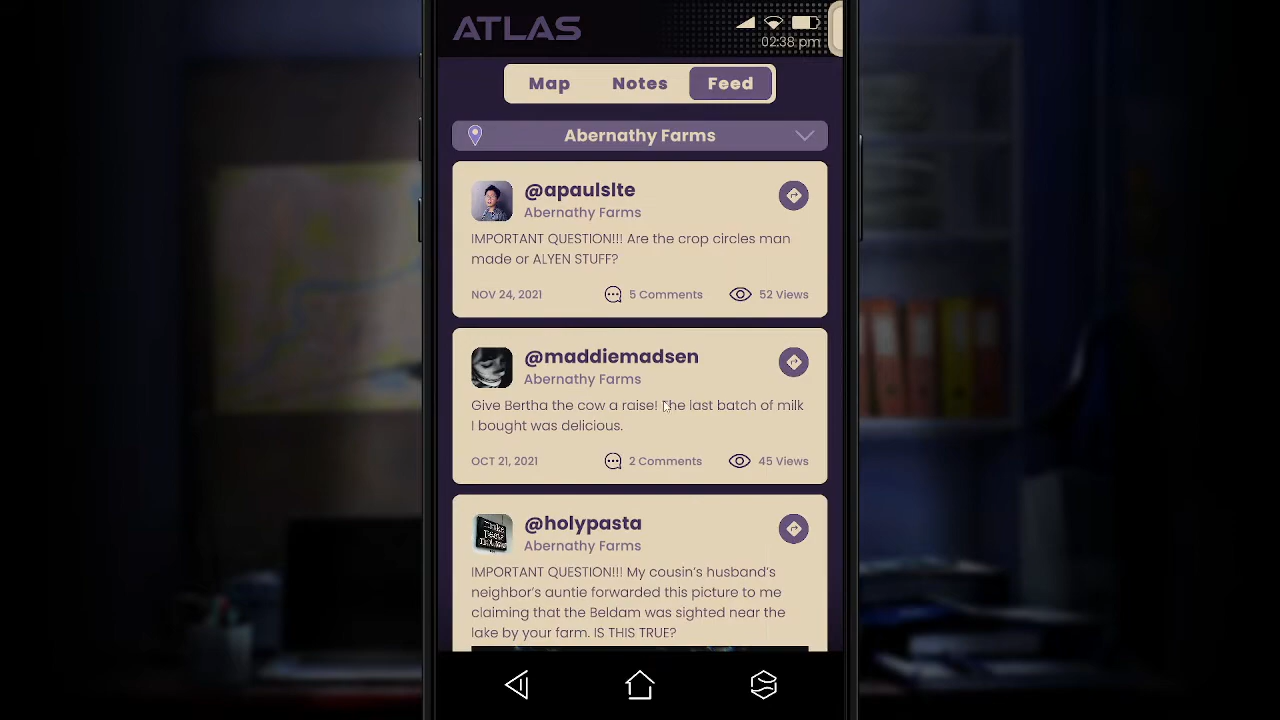 ATLAS
02:38 pm
Map Notes Feed
Abernathy Farms
@apaulslte
Abernathy Farms
IMPORTANT QUESTION!!! Are the crop circles man
made or ALYEN STUFF?
NOV 24, 2021 5 Comments 52 Views
@maddiemadsen
Abernathy Farms
Give Bertha the cow a raise! The last batch of milk
I bought was delicious.
OCT 21, 2021 2 Comments 45 Views
@holypasta
Abernathy Farms
IMPORTANT QUESTION!!! My cousin's husband's
neighbor's auntie forwarded this picture to me
claiming that the Beldam was sighted near the
lake by your farm. IS THIS TRUE?